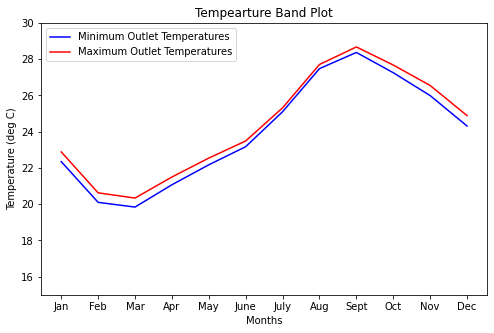 Tempearture Band Plot
Minimum Outlet Temperatures
Maximum Outlet Temperatures
Temperature (deg C)
30
28
26
24
22
20
18
16
Jan Feb Mar Apr May June July Aug Sept Oct Nov Dec
Months